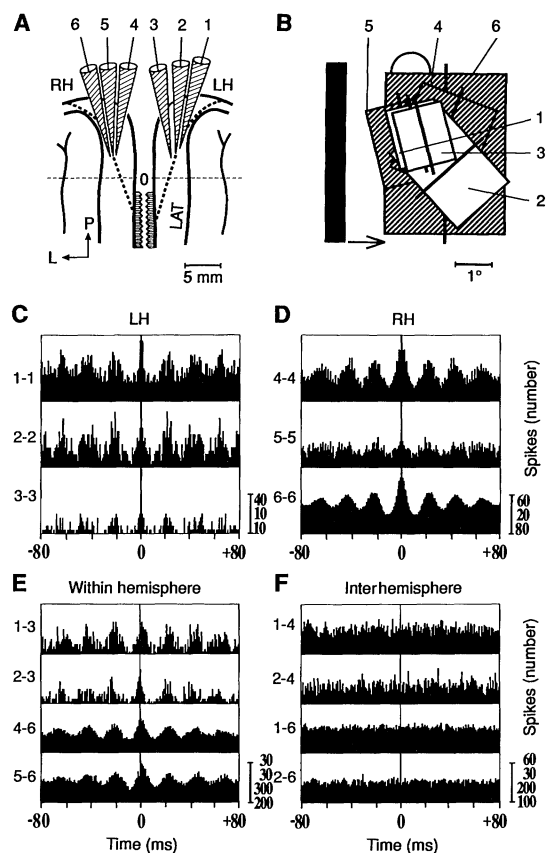 A
6 5 4 3 2 1
RH
LH
0
LAT
P
L
5 mm
B
5 4 6
1
3
2
1°
C
LH
1-1
2-2
3-3
40
10
10
-80 0 +80
D
RH
4-4
5-5
6-6
60
20
80
-80 0 +80
Spikes (number)
E
Within hemisphere
1-3
2-3
4-6
5-6
30
30
300
200
-80 0 +80
Time (ms)
F
Interhemisphere
1-4
2-4
1-6
2-6
60
30
300
100
-80 0 +80
Time (ms)
Spikes (number)